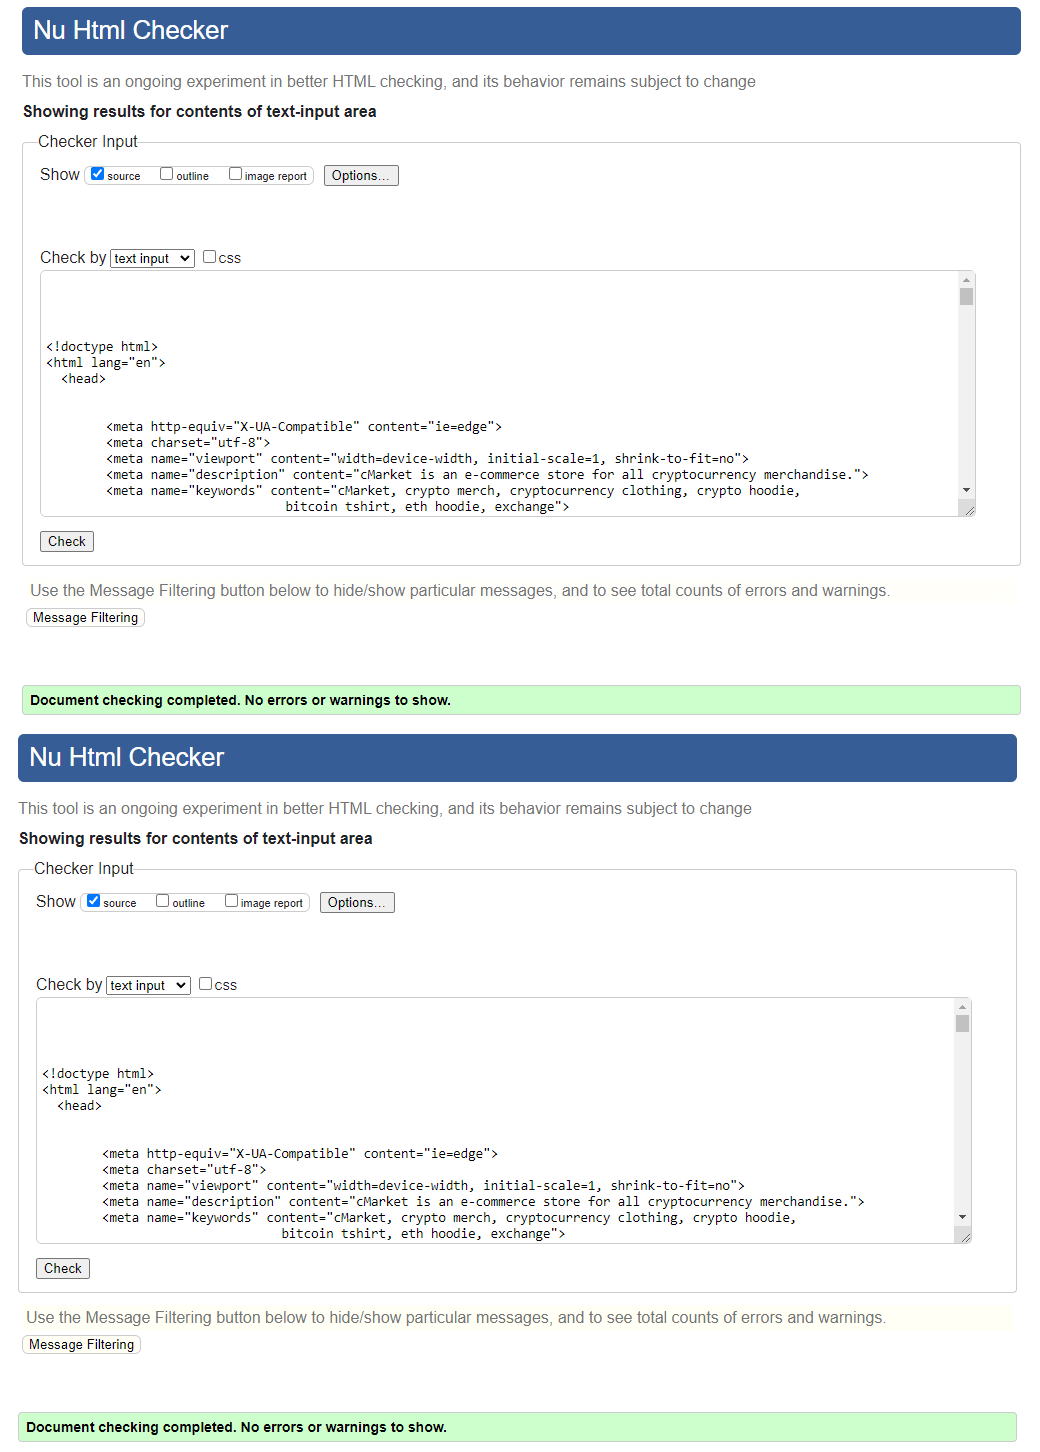 Nu Html Checker
This tool is an ongoing experiment in better HTML checking, and its behavior remains subject to change
Showing results for contents of text-input area
Checker Input
Show source outline image report Options...
Check by text input css
<!doctype html>
<html lang="en">
<head>
<meta http-equiv="X-UA-Compatible" content="ie=edge">
<meta charset="utf-8">
<meta name="viewport" content="width=device-width, initial-scale=1, shrink-to-fit=no">
<meta name="description" content="cMarket is an e-commerce store for all cryptocurrency merchandise.">
<meta name="keywords" content="cMarket, crypto merch, cryptocurrency clothing, crypto hoodie,
bitcoin tshirt, eth hoodie, exchange">
Check
Use the Message Filtering button below to hide/show particular messages, and to see total counts of errors and warnings.
Message Filtering
Document checking completed. No errors or warnings to show.
Nu Html Checker
This tool is an ongoing experiment in better HTML checking, and its behavior remains subject to change
Showing results for contents of text-input area
Checker Input
Show source outline image report Options...
Check by text input css
<!doctype html>
<html lang="en">
<head>
<meta http-equiv="X-UA-Compatible" content="ie=edge">
<meta charset="utf-8">
<meta name="viewport" content="width=device-width, initial-scale=1, shrink-to-fit=no">
<meta name="description" content="cMarket is an e-commerce store for all cryptocurrency merchandise.">
<meta name="keywords" content="cMarket, crypto merch, cryptocurrency clothing, crypto hoodie,
bitcoin tshirt, eth hoodie, exchange">
Check
Use the Message Filtering button below to hide/show particular messages, and to see total counts of errors and warnings.
Message Filtering
Document checking completed. No errors or warnings to show.